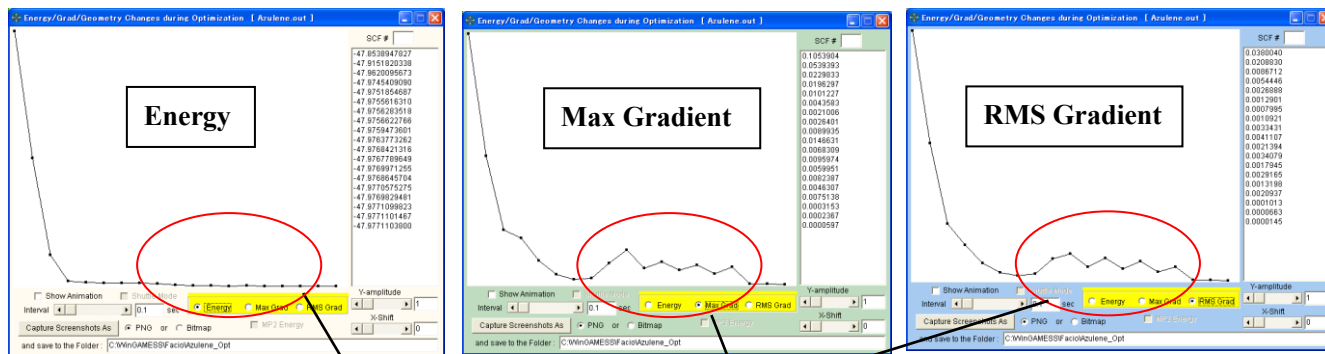 Energy/Grad/Geometry Changes during Optimization [ Azulene.out ]
SCF #
-47.8538947827
-47.9151820338
-47.9620095673
-47.9745409080
-47.9751854687
-47.9755616310
-47.9756283518
-47.9756622766
-47.9759473601
-47.9763773262
-47.9768421316
-47.9767789649
-47.9769971255
-47.9768645704
-47.9770575275
-47.9769829481
-47.9771099823
-47.9771101467
-47.9771103800
Energy
Show Animation
Shuttle Mode
Interval
0.1
sec
Energy
Max Grad
RMS Grad
Y-amplitude
1
X-Shift
0
Capture Screenshots As
PNG or Bitmap
MP2 Energy
and save to the Folder :
C:\WinGAMESS\Facio\Azulene_Opt
Energy/Grad/Geometry Changes during Optimization [ Azulene.out ]
SCF #
0.1053904
0.0539393
0.0229833
0.0196297
0.0101227
0.0043583
0.0021006
0.0026401
0.0089935
0.0146631
0.0068309
0.0095974
0.0059951
0.0082387
0.0046307
0.0075138
0.0003153
0.0002367
0.0000597
Max Gradient
Show Animation
Interval
0.1
sec
Energy
Max Grad
RMS Grad
Y-amplitude
1
X-Shift
0
Capture Screenshots As
PNG or Bitmap
MP2 Energy
and save to the Folder :
C:\WinGAMESS\Facio\Azulene_Opt
Energy/Grad/Geometry Changes during Optimization [ Azulene.out ]
SCF #
0.0380040
0.0208830
0.0086712
0.0054446
0.0026888
0.0012901
0.0007995
0.0010921
0.0033431
0.0041107
0.0021394
0.0034079
0.0017945
0.0029165
0.0013198
0.0020937
0.0001013
0.0000663
0.0000145
RMS Gradient
Show Animation
Interval
sec
Energy
Max Grad
RMS Grad
Y-amplitude
1
X-Shift
0
Capture Screenshots As
PNG or Bitmap
MP2 Energy
and save to the Folder :
C:\WinGAMESS\Facio\Azulene_Opt